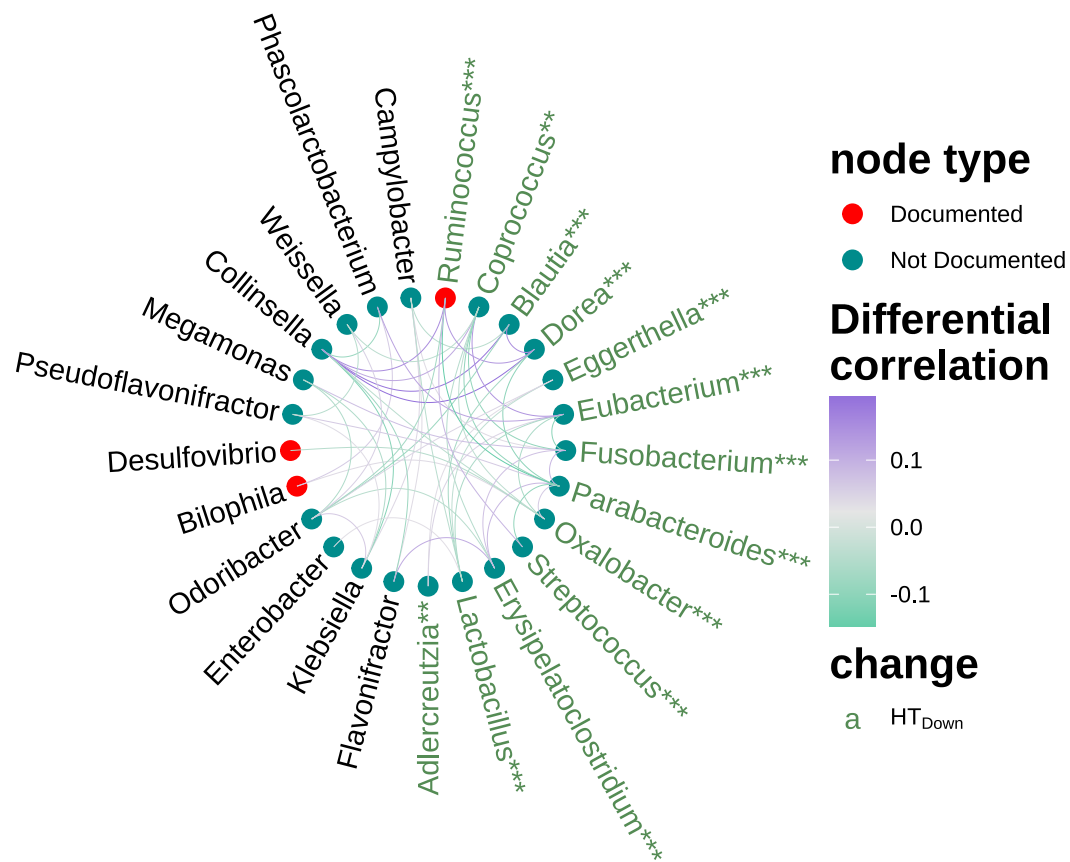 Phascolarctobacterium
Campylobacter
Ruminococcus***
Coprococcus**
Blautia***
Dorea***
Eggerthella***
Eubacterium***
Fusobacterium***
Parabacteroides***
Oxalobacter***
Streptococcus***
Erysipelatoclostridium***
Lactobacillus***
Adlercreutzia**
Flavonifractor
Klebsiella
Enterobacter
Odoribacter
Bilophila
Desulfovibrio
Pseudoflavonifractor
Megamonas
Collinsella
Weissella
node type
Documented
Not Documented
Differential
correlation
0.1
0.0
-0.1
change
a HTDown